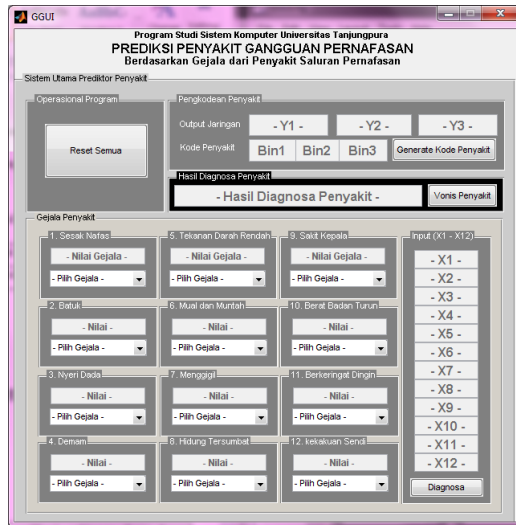 GGUI
Program Studi Sistem Komputer Universitas Tanjungpura
PREDIKSI PENYAKIT GANGGUAN PERNAFASAN
Berdasarkan Gejala dari Penyakit Saluran Pernafasan
Sistem Utama Prediktor Penyakit
Operasional Program
Reset Semua
Pengkodean Penyakit
Output Jaringan
- Y1 -
- Y2 -
- Y3 -
Kode Penyakit
Bin1
Bin2
Bin3
Generate Kode Penyakit
Hasil Diagnosa Penyakit
- Hasil Diagnosa Penyakit -
Vonis Penyakit
Gejala Penyakit
1. Sesak Nafas
- Nilai Gejala -
- Pilih Gejala -
5. Tekanan Darah Rendah
- Nilai Gejala -
- Pilih Gejala -
9. Sakit Kepala
- Nilai Gejala -
- Pilih Gejala -
2. Batuk
- Nilai -
- Pilih Gejala -
6. Mual dan Muntah
- Nilai -
- Pilih Gejala -
10. Berat Badan Turun
- Nilai -
- Pilih Gejala -
3. Nyeri Dada
- Nilai -
- Pilih Gejala -
7. Menggigil
- Nilai -
- Pilih Gejala -
11. Berkeringat Dingin
- Nilai -
- Pilih Gejala -
4. Demam
- Nilai -
- Pilih Gejala -
8. Hidung Tersumbat
- Nilai -
- Pilih Gejala -
12. kekakuan Sendi
- Nilai -
- Pilih Gejala -
Input (X1 - X12)
- X1 -
- X2 -
- X3 -
- X4 -
- X5 -
- X6 -
- X7 -
- X8 -
- X9 -
- X10 -
- X11 -
- X12 -
Diagnosa